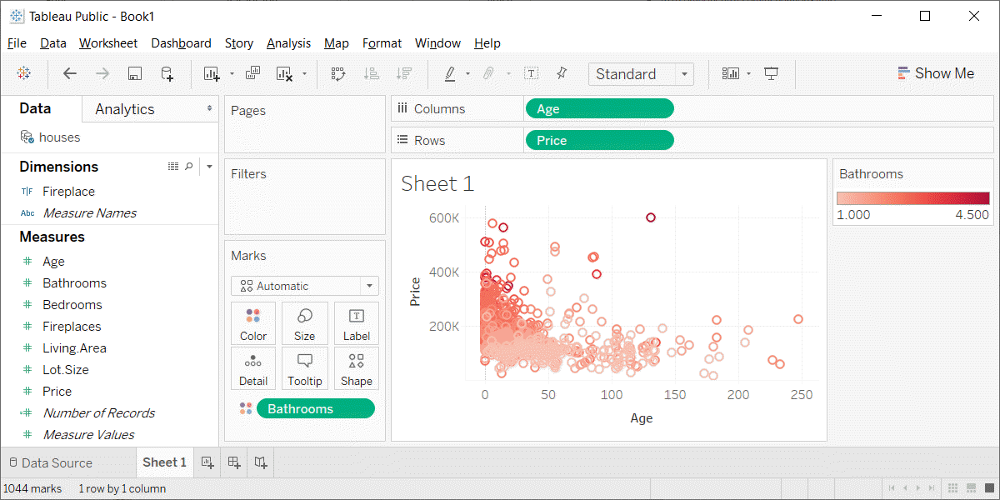 Tableau Public - Book1
File Data Worksheet Dashboard Story Analysis Map Format Window Help
Standard
Show Me
Data
Analytics
houses
Dimensions
T|F Fireplace
Abc Measure Names
Measures
# Age
# Bathrooms
# Bedrooms
# Fireplaces
# Living.Area
# Lot.Size
# Price
=# Number of Records
# Measure Values
Pages
Filters
Marks
Automatic
Color Size T Label
Detail Tooltip Shape
Bathrooms
Columns Age
Rows Price
Sheet 1
600K
400K
200K
Price
0 50 100 150 200 250
Age
Bathrooms
1.000 4.500
Data Source
Sheet 1
1044 marks 1 row by 1 column